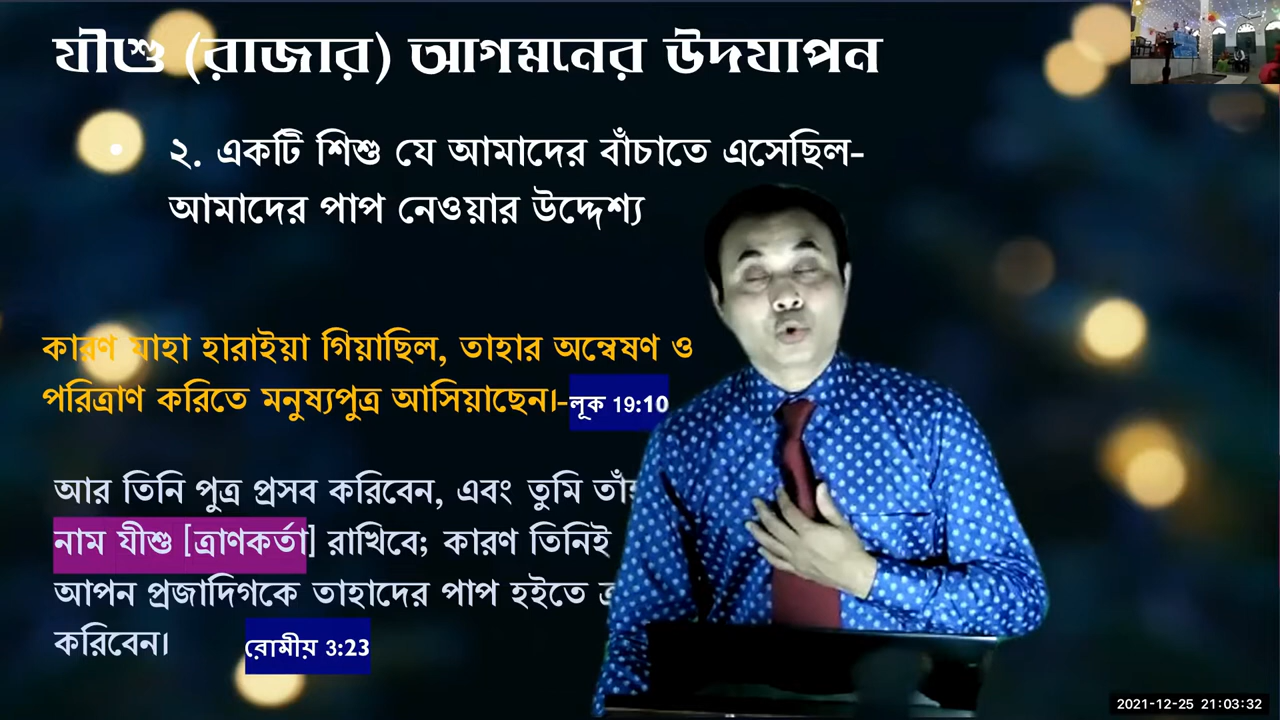 যীশু (রাজার) আগমনের উদযাপন
• ২. একটি শিশু যে আমাদের বাঁচাতে এসেছিল-
আমাদের পাপ নেওয়ার উদ্দেশ্য
কারণ যাহা হারাইয়া গিয়াছিল, তাহার অন্বেষণ ও
পরিত্রাণ করিতে মনুষ্যপুত্র আসিয়াছেন।-লূক 19:10
আর তিনি পুত্র প্রসব করিবেন, এবং তুমি
নাম যীশু [ত্রাণকর্তা] রাখিবে; কারণ তিনিই
আপন প্রজাদিগকে তাহাদের পাপ হইতে
করিবেন। রোমীয় 3:23
2021-12-25 21:03:32